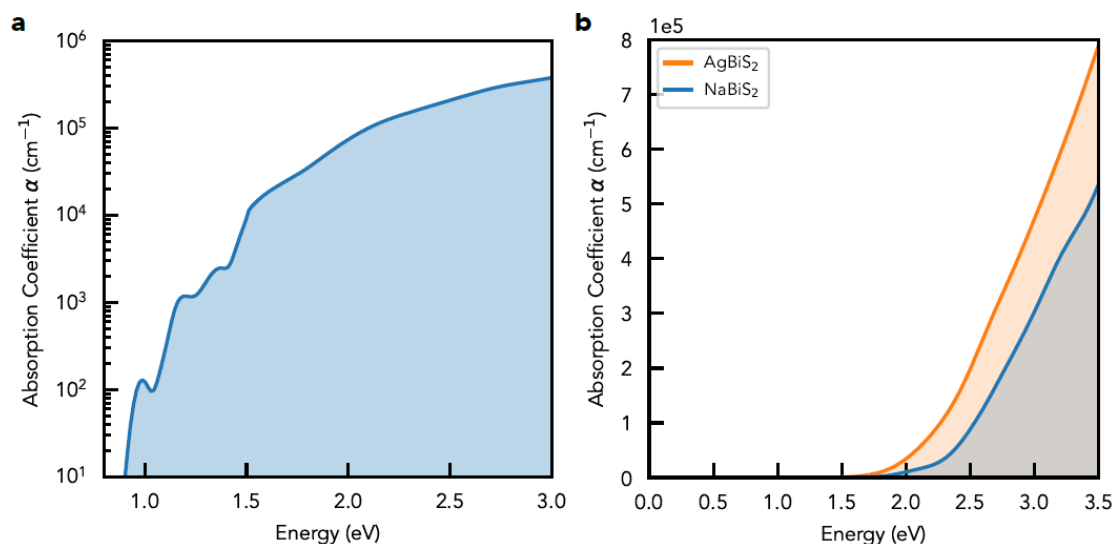 a
10⁶
10⁵
10⁴
10³
10²
10¹
Absorption Coefficient α (cm⁻¹)
1.0 1.5 2.0 2.5 3.0
Energy (eV)
b
1e5
8
7
6
5
4
3
2
1
0
Absorption Coefficient α (cm⁻¹)
AgBiS₂
NaBiS₂
0.0 0.5 1.0 1.5 2.0 2.5 3.0 3.5
Energy (eV)